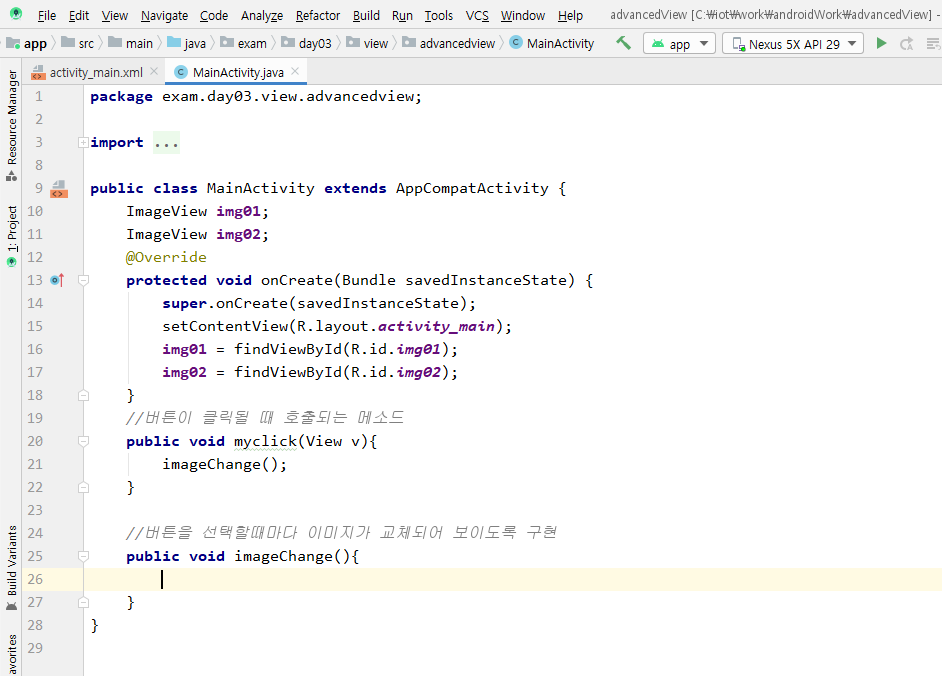 File Edit View Navigate Code Analyze Refactor Build Run Tools VCS Window Help advancedView [C:₩iot₩work₩androidWork₩advancedView] -
app src main java exam day03 view advancedview MainActivity app Nexus 5X API 29
activity_main.xml MainActivity.java
Resource Manager
1: Project
Build Variants
avorites
1 package exam.day03.view.advancedview;
2
3 import ...
8
9 public class MainActivity extends AppCompatActivity {
10 ImageView img01;
11 ImageView img02;
12 @Override
13 protected void onCreate(Bundle savedInstanceState) {
14 super.onCreate(savedInstanceState);
15 setContentView(R.layout.activity_main);
16 img01 = findViewById(R.id.img01);
17 img02 = findViewById(R.id.img02);
18 }
19 //버튼이 클릭될 때 호출되는 메소드
20 public void myclick(View v){
21 imageChange();
22 }
23
24 //버튼을 선택할때마다 이미지가 교체되어 보이도록 구현
25 public void imageChange(){
26
27 }
28 }
29